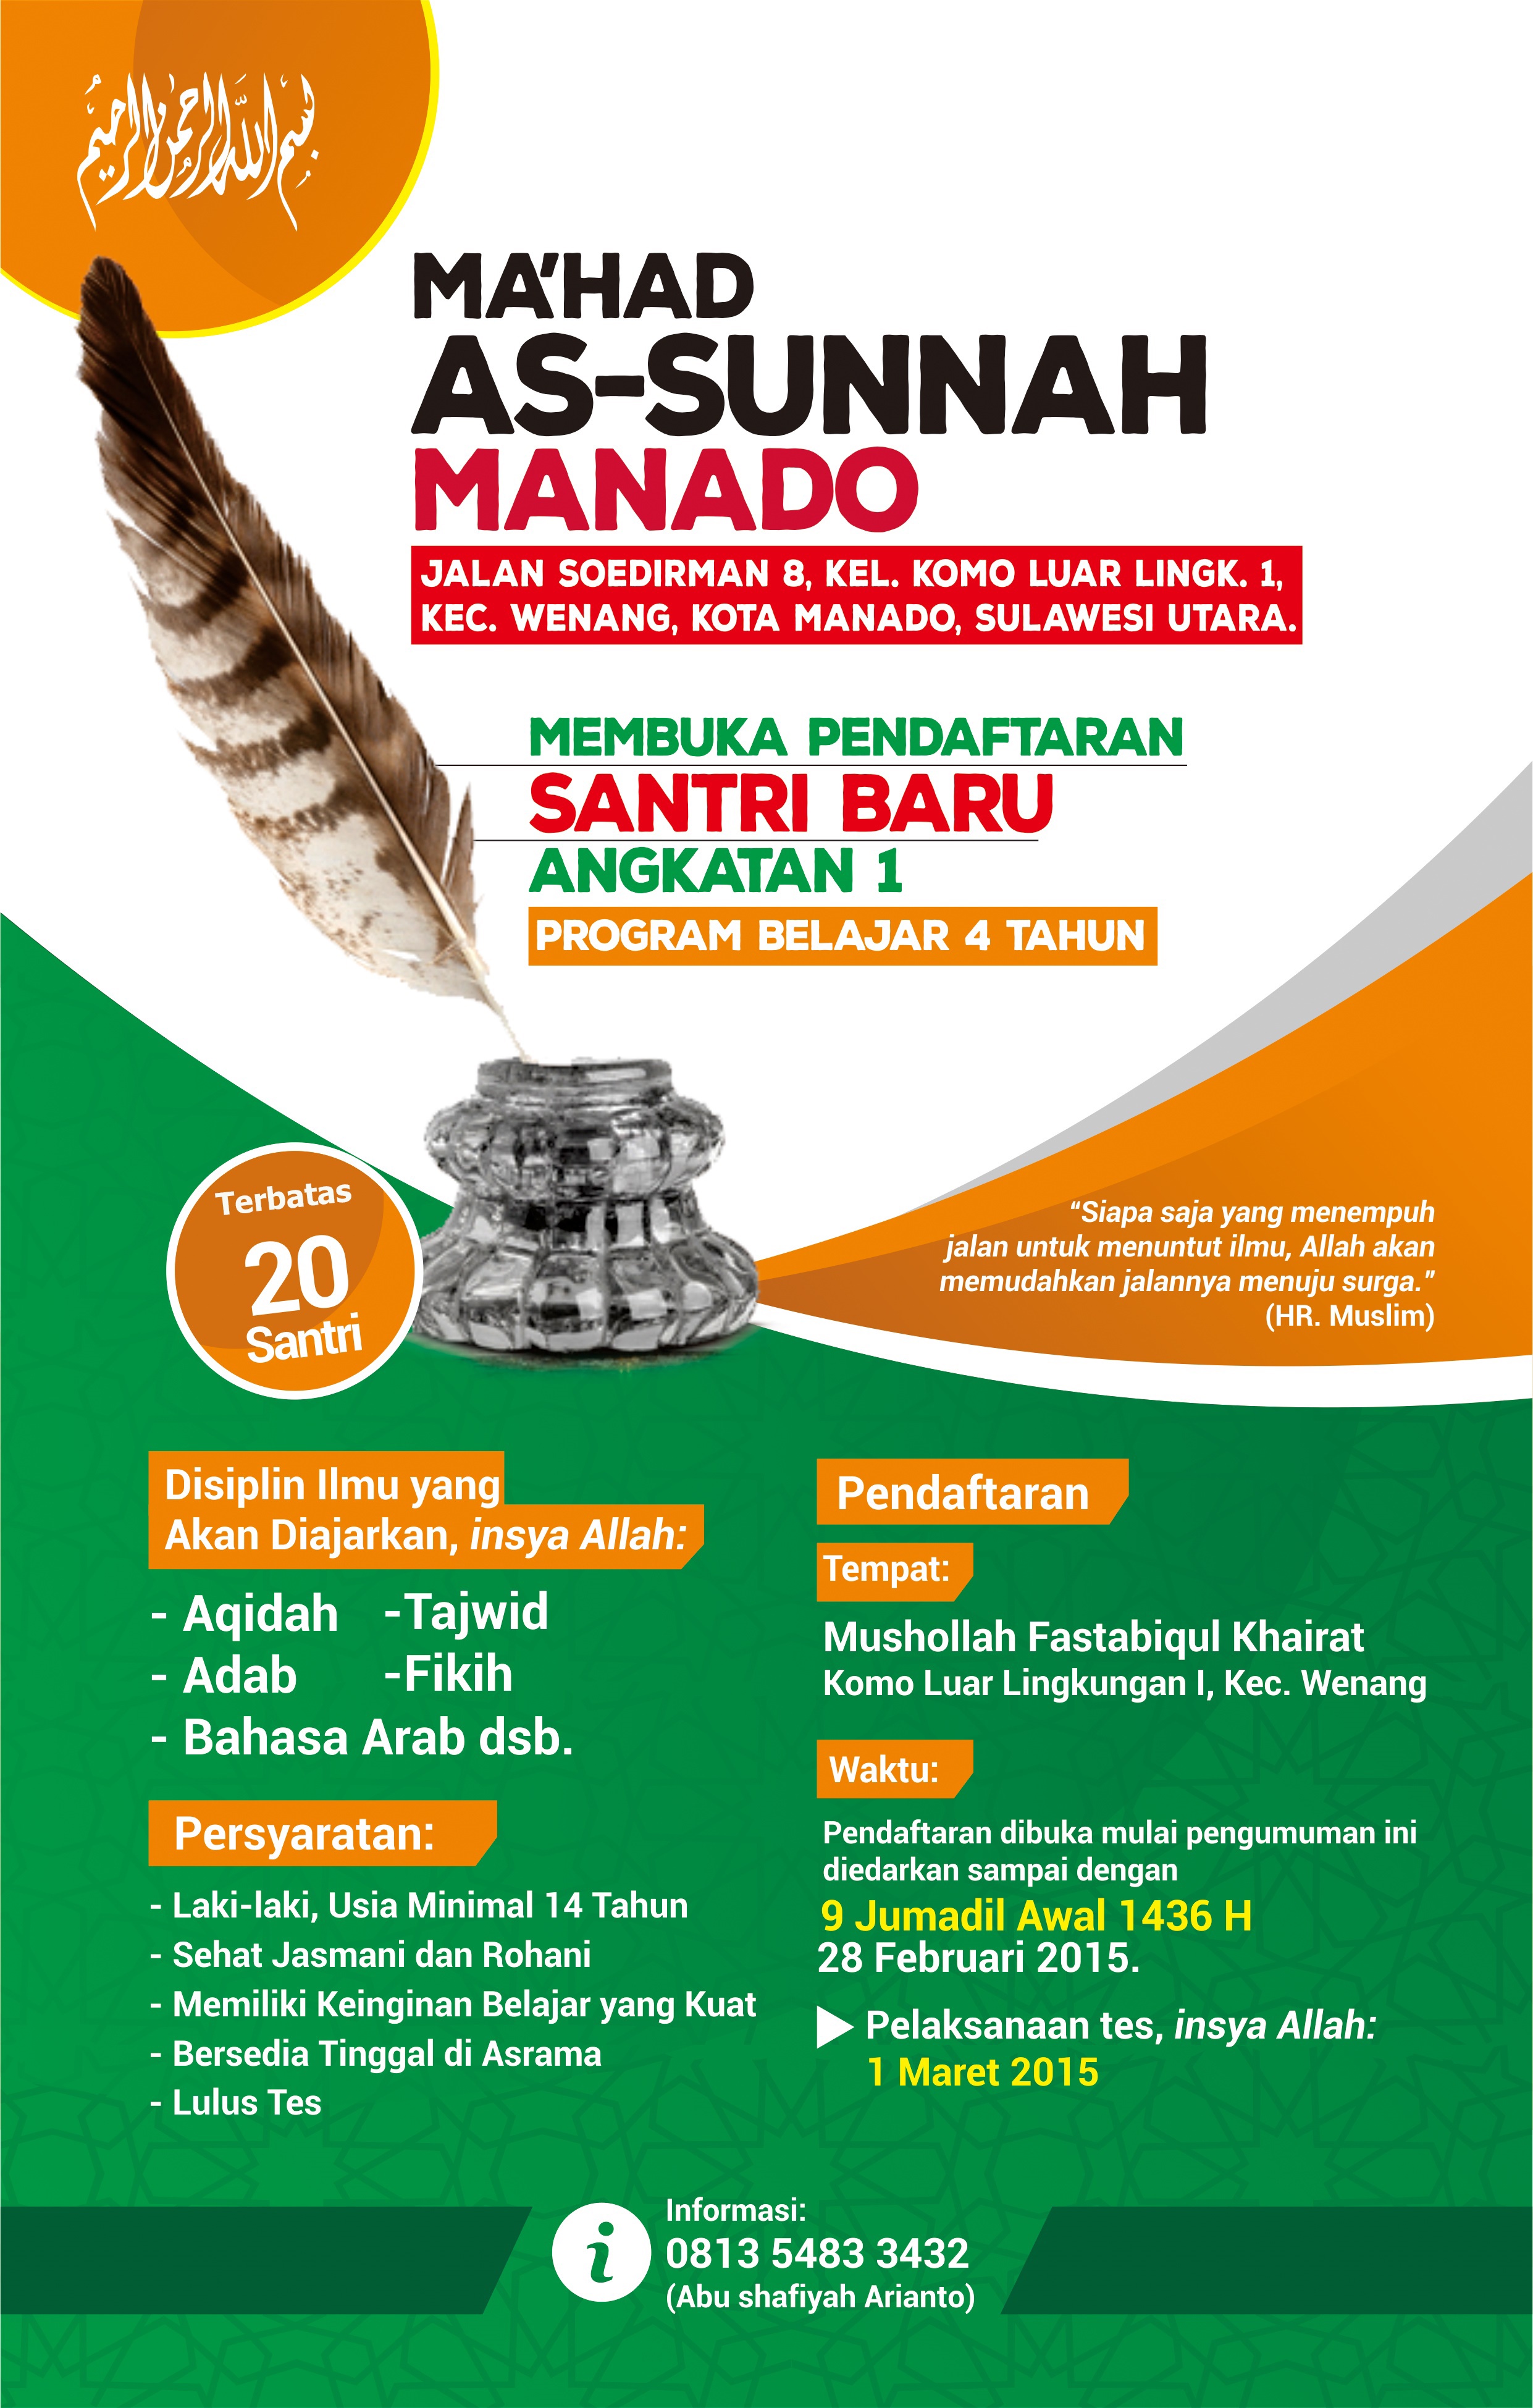 بسم الله الرحمن الرحيم
MA'HAD
AS-SUNNAH
MANADO
JALAN SOEDIRMAN 8, KEL. KOMO LUAR LINGK. 1,
KEC. WENANG, KOTA MANADO, SULAWESI UTARA.
MEMBUKA PENDAFTARAN
SANTRI BARU
ANGKATAN 1
PROGRAM BELAJAR 4 TAHUN
Terbatas
20
Santri
“Siapa saja yang menempuh
jalan untuk menuntut ilmu, Allah akan
memudahkan jalannya menuju surga.”
(HR. Muslim)
Disiplin Ilmu yang
Akan Diajarkan, insya Allah:
- Aqidah -Tajwid
- Adab -Fikih
- Bahasa Arab dsb.
Persyaratan:
- Laki-laki, Usia Minimal 14 Tahun
- Sehat Jasmani dan Rohani
- Memiliki Keinginan Belajar yang Kuat
- Bersedia Tinggal di Asrama
- Lulus Tes
Pendaftaran
Tempat:
Mushollah Fastabiqul Khairat
Komo Luar Lingkungan I, Kec. Wenang
Waktu:
Pendaftaran dibuka mulai pengumuman ini
diedarkan sampai dengan
9 Jumadil Awal 1436 H
28 Februari 2015.
Pelaksanaan tes, insya Allah:
1 Maret 2015
i
Informasi:
0813 5483 3432
(Abu shafiyah Arianto)